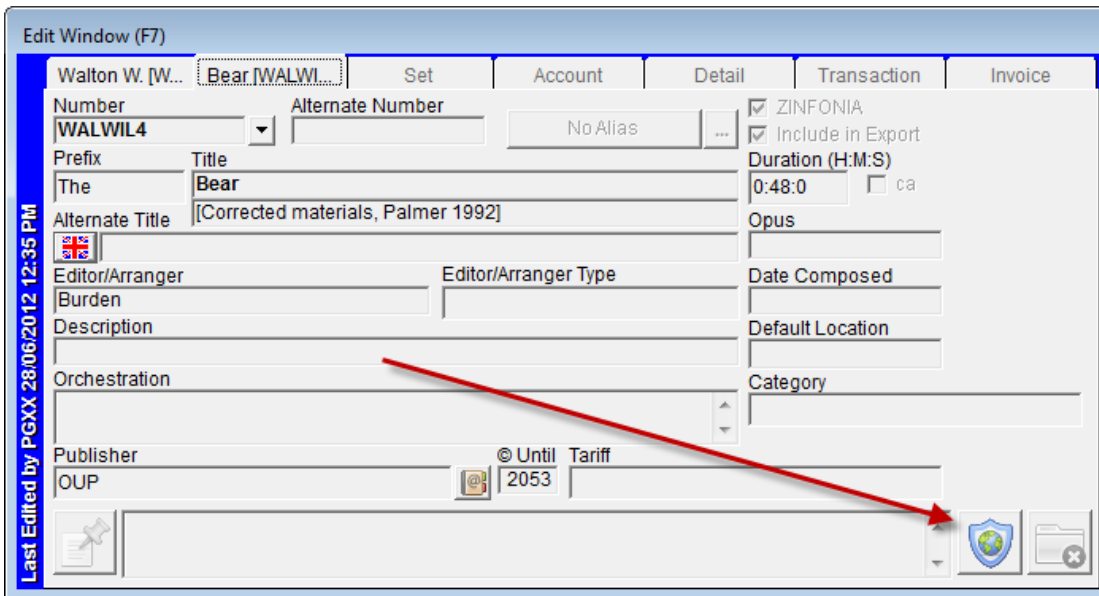 Edit Window (F7)
Walton W. [W... Bear [WALWI... Set Account Detail Transaction Invoice
Number Alternate Number
WALWIL4 No Alias ... ZINFONIA
Include in Export
Prefix Title Duration (H:M:S)
The Bear 0:48:0 ca
[Corrected materials, Palmer 1992]
Alternate Title Opus
Editor/Arranger Editor/Arranger Type Date Composed
Burden
Description Default Location
Orchestration Category
Publisher © Until Tariff
OUP 2053
Last Edited by PGXX 28/06/2012 12:35 PM